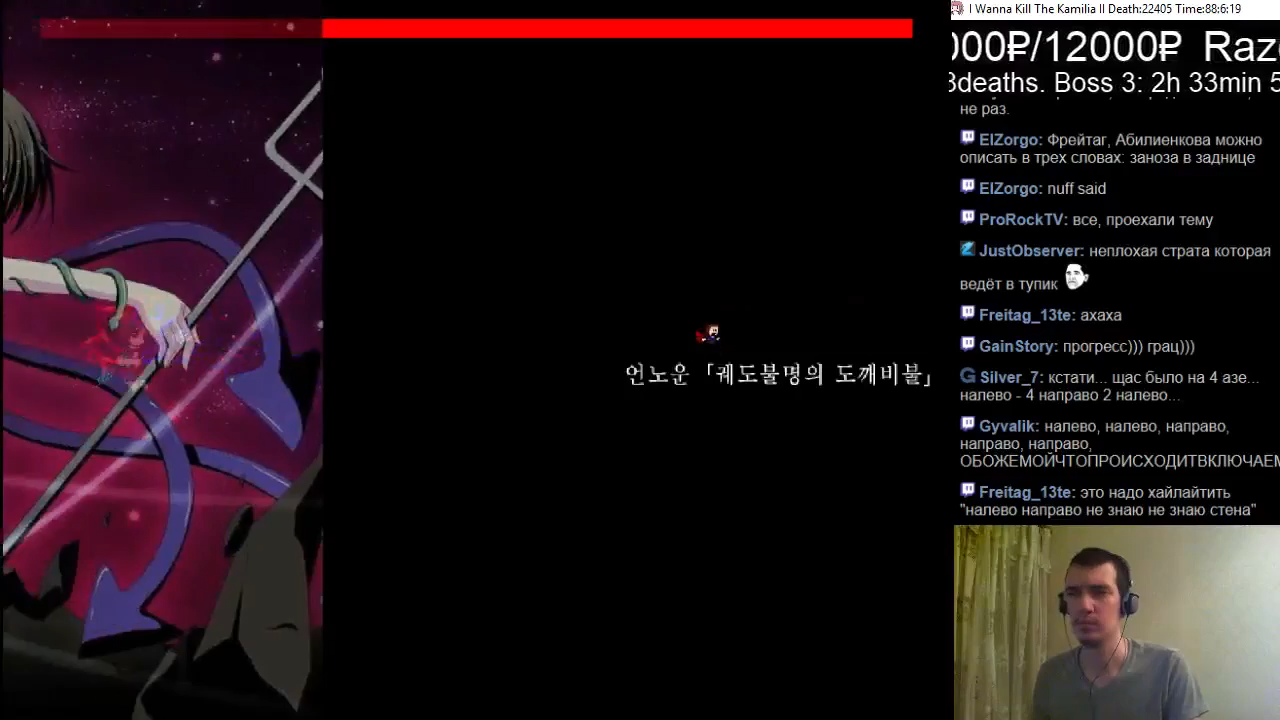 I Wanna Kill The Kamilia II Death:22405 Time:88:6:19
000₽/12000₽ Raz
deaths. Boss 3: 2h 33min 5
не раз.
ElZorgo: Фрейтаг, Абилиенкова можно
описать в трех словах: заноза в заднице
ElZorgo: nuff said
ProRockTV: все, проехали тему
JustObserver: неплохая страта которая
ведёт в тупик
Freitag_13te: ахаха
GainStory: прогресс))) грац)))
Silver_7: кстати... щас было на 4 азе...
налево - 4 направо 2 налево...
Gyvalik: налево, налево, направо,
направо, направо,
ОБОЖЕМОЙЧТОПРОИСХОДИТВКЛЮЧАЕМ
Freitag_13te: это надо хайлайтить
"налево направо не знаю не знаю стена"
언노운「궤도불명의 도깨비불」